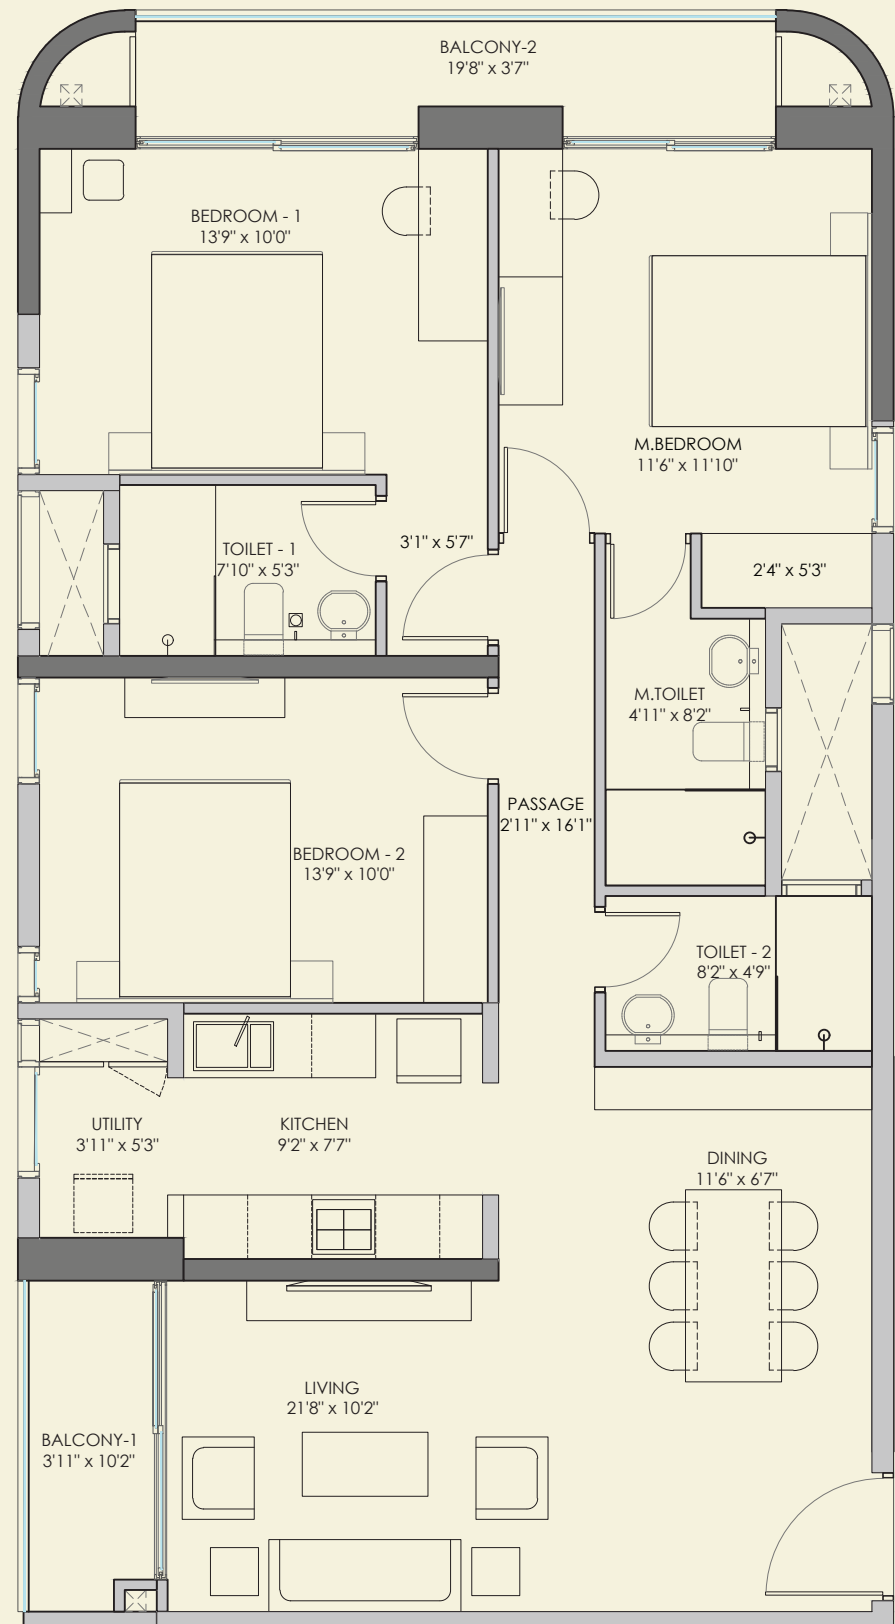 BALCONY-2
19'8" x 3'7"
BEDROOM - 1
13'9" x 10'0"
M.BEDROOM
11'6" x 11'10"
TOILET - 1
7'10" x 5'3"
3'1" x 5'7"
2'4" x 5'3"
M.TOILET
4'11" x 8'2"
PASSAGE
2'11" x 16'1"
BEDROOM - 2
13'9" x 10'0"
TOILET - 2
8'2" x 4'9"
UTILITY
3'11" x 5'3"
KITCHEN
9'2" x 7'7"
DINING
11'6" x 6'7"
LIVING
21'8" x 10'2"
BALCONY-1
3'11" x 10'2"